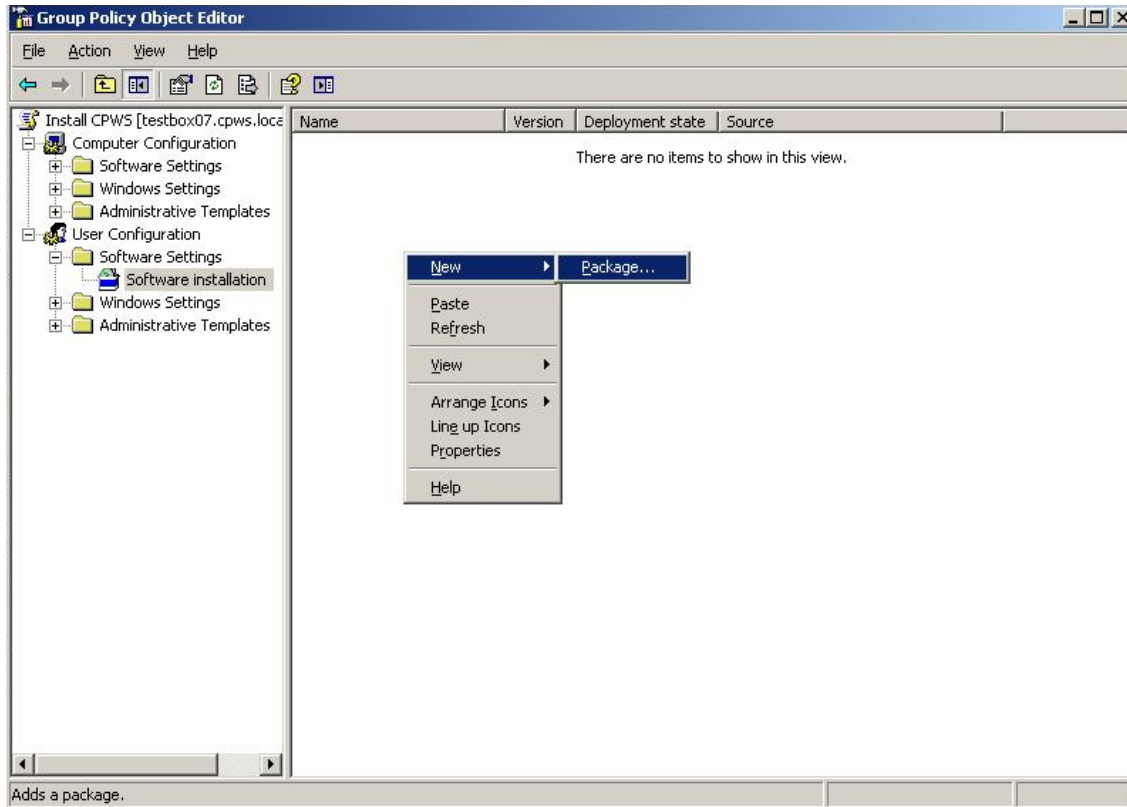 Group Policy Object Editor
File Action View Help
Install CPWS [testbox07.cpws.loca
Computer Configuration
Software Settings
Windows Settings
Administrative Templates
User Configuration
Software Settings
Software installation
Windows Settings
Administrative Templates
Name Version Deployment state Source
There are no items to show in this view.
New
Package...
Paste
Refresh
View
Arrange Icons
Line up Icons
Properties
Help
Adds a package.